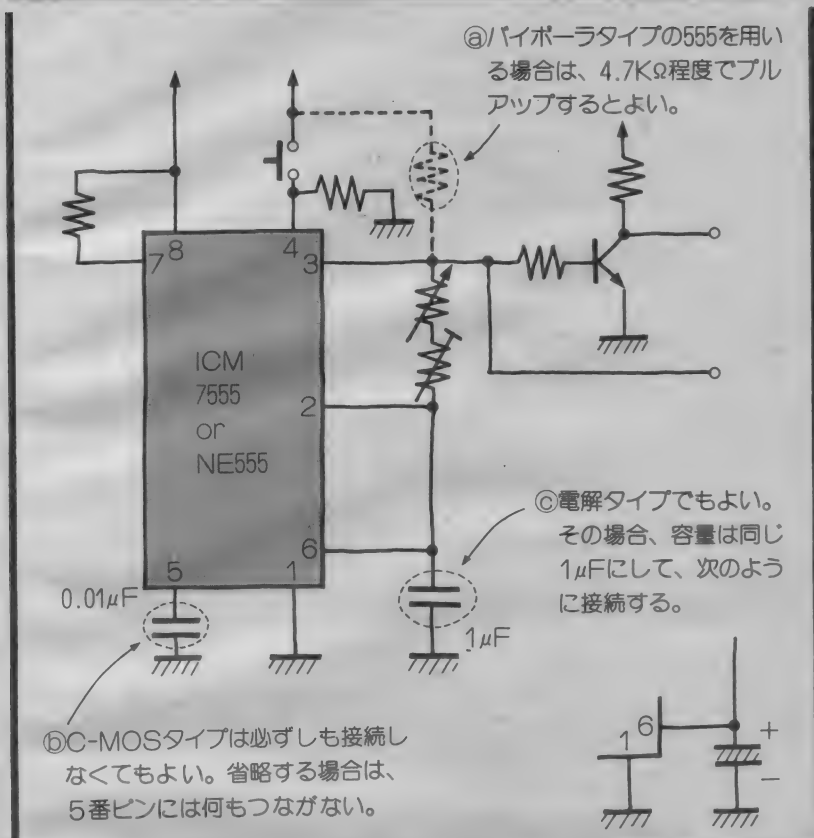 ⓐバイポーラタイプの555を用い
る場合は、4.7KΩ程度でプル
アップするとよい。
8
4
7
3
ICM
7555
or
NE555
2
6
5
1
0.01μF
1μF
ⓒ電解タイプでもよい。
その場合、容量は同じ
1μFにして、次のよう
に接続する。
ⓑC-MOSタイプは必ずしも接続し
なくてもよい。省略する場合は、
5番ピンには何もつながない。
1
6
+
−